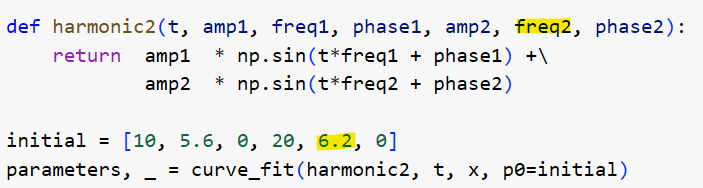 def harmonic2(t, amp1, freq1, phase1, amp2, freq2, phase2):
    return  amp1  * np.sin(t*freq1 + phase1) +\
            amp2  * np.sin(t*freq2 + phase2)

initial = [10, 5.6, 0, 20, 6.2, 0]
parameters, _ = curve_fit(harmonic2, t, x, p0=initial)